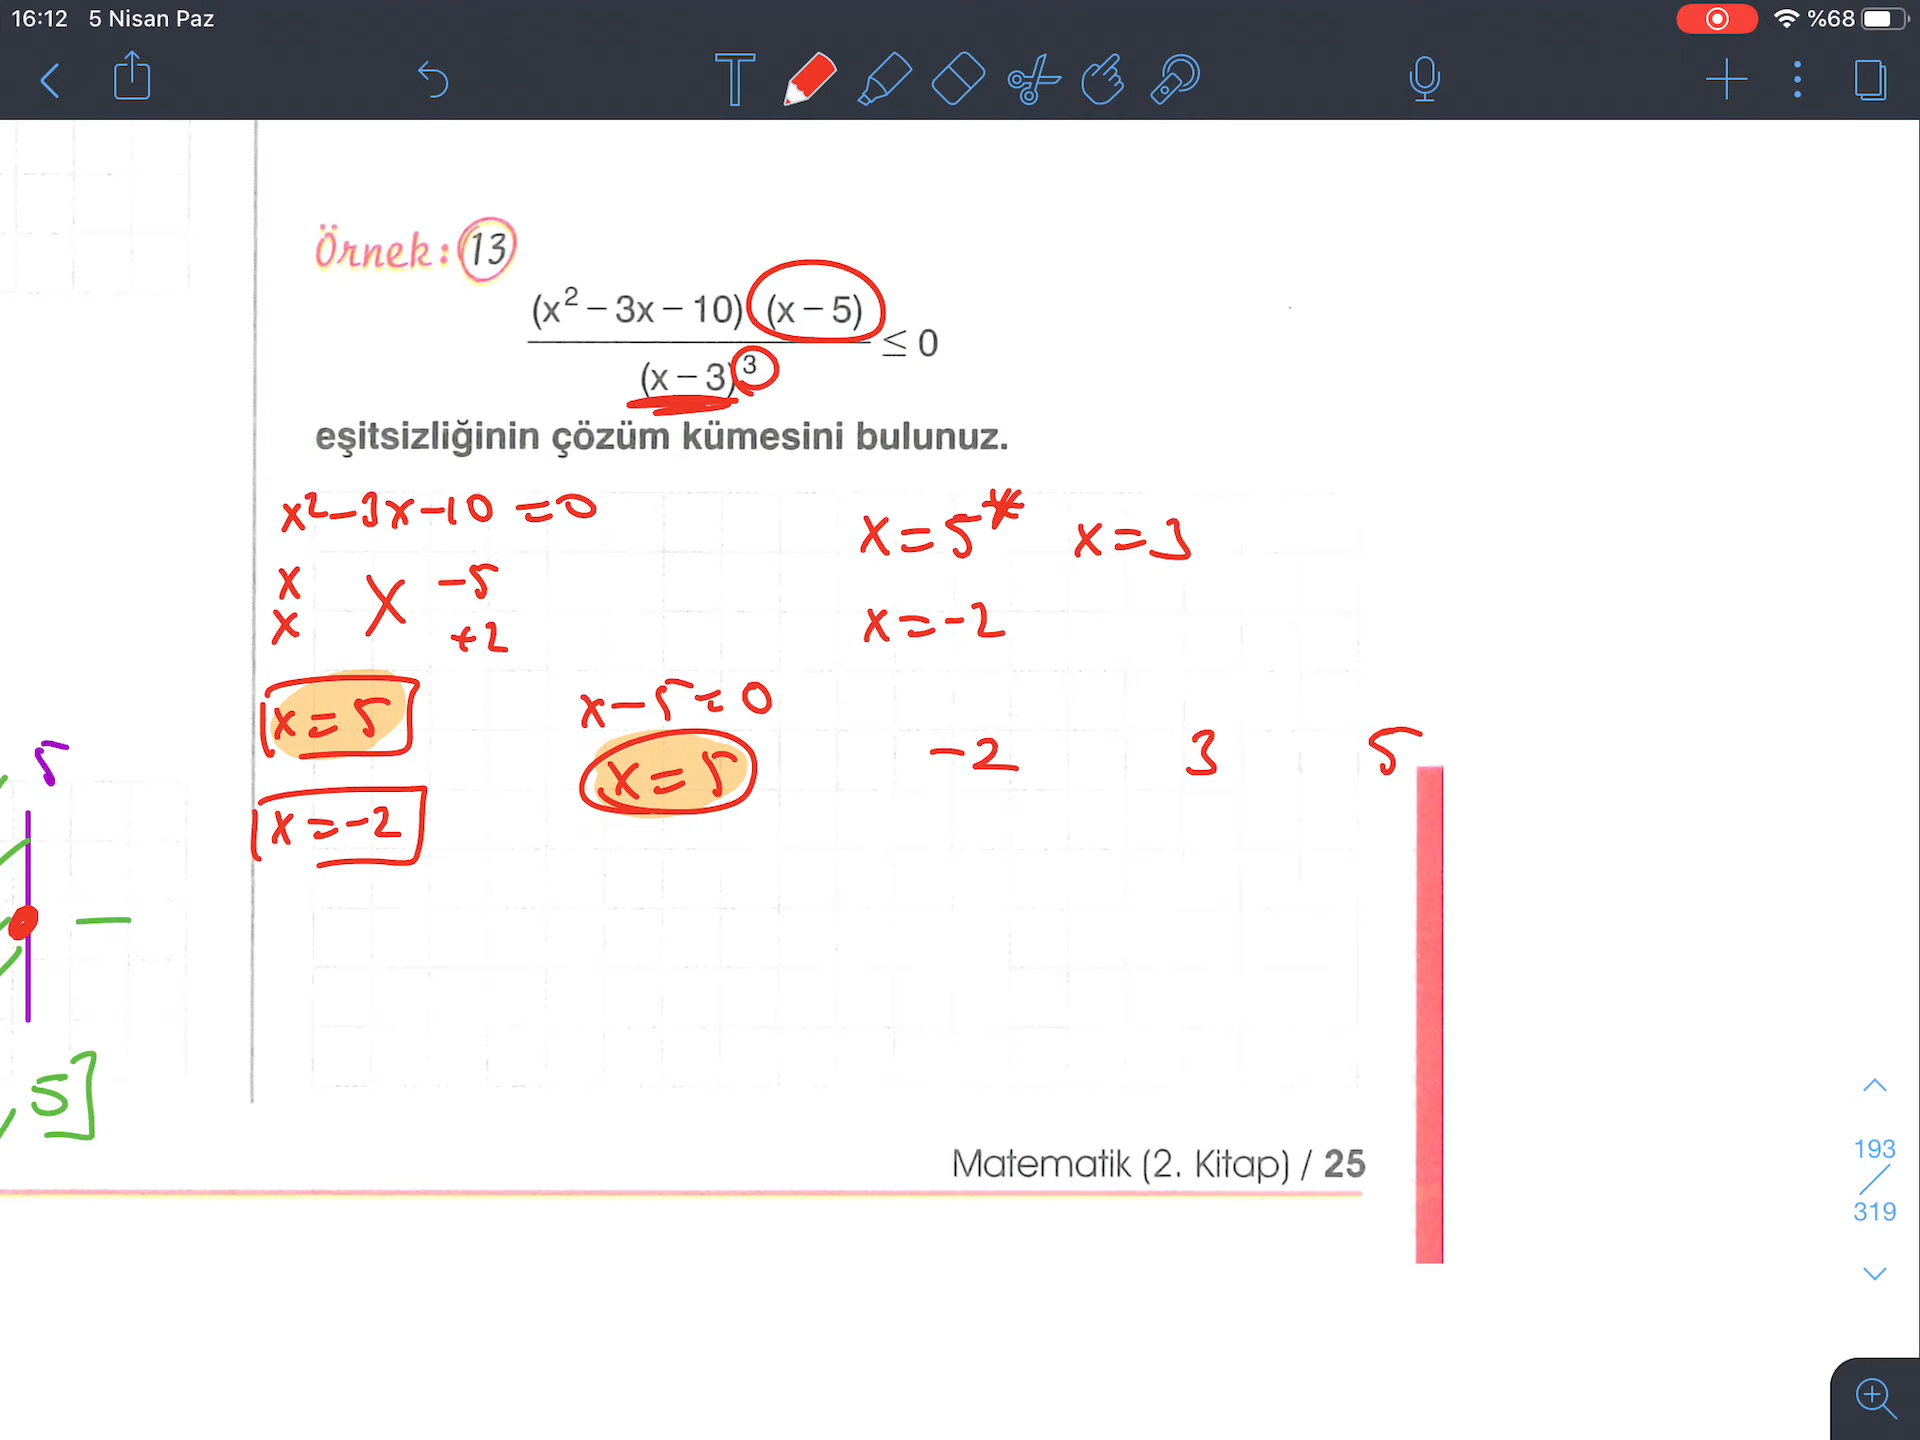 16:12 5 Nisan Paz
%68
Örnek: 13
(x² – 3x – 10) (x – 5)
(x – 3)³
≤ 0
eşitsizliğinin çözüm kümesini bulunuz.
x²-3x-10 =0
x -5
x +2
x=5
x=-2
x-5=0
x=5
x=5* x=3
x=-2
-2 3 5
5
, 5]
Matematik (2. Kitap) / 25
193
319